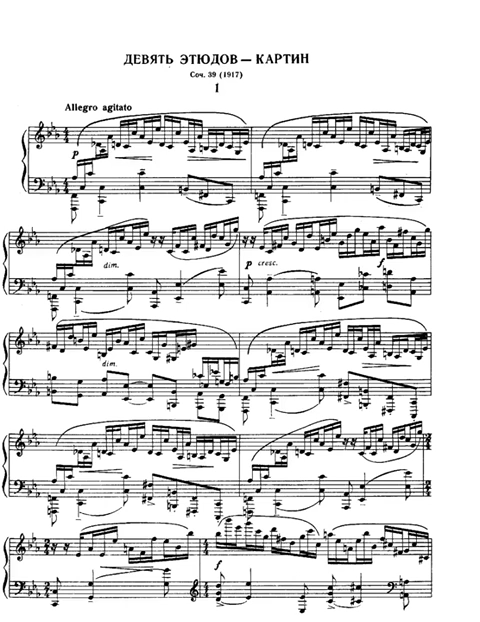 ДЕВЯТЬ ЭТЮДОВ — КАРТИН
Соч. 39 (1917)
I
Allegro agitato
p
dim.
p cresc.
f
dim.
f